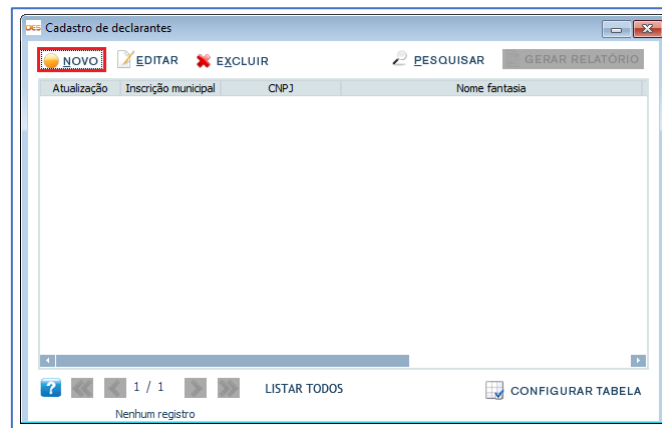 DES Cadastro de declarantes
NOVO EDITAR EXCLUIR PESQUISAR GERAR RELATÓRIO
Atualização Inscrição municipal CNPJ Nome fantasia
? 1 / 1 LISTAR TODOS CONFIGURAR TABELA
Nenhum registro